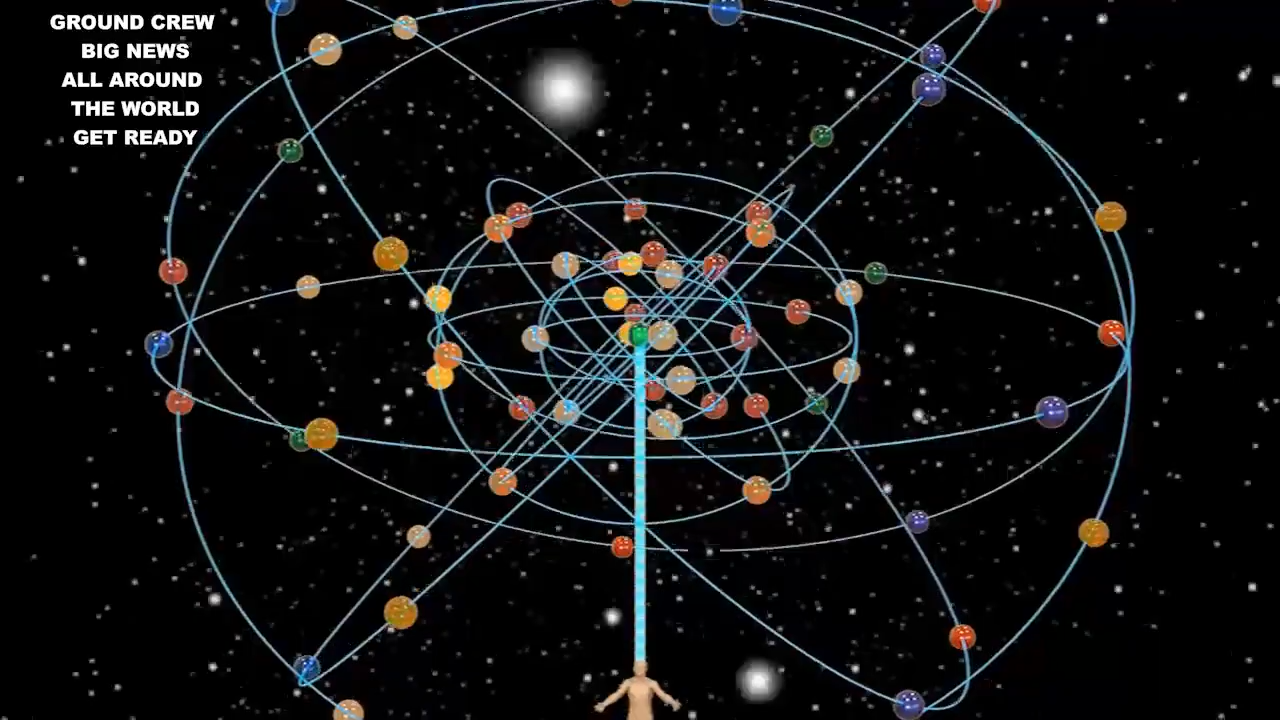 GROUND CREW
BIG NEWS
ALL AROUND
THE WORLD
GET READY